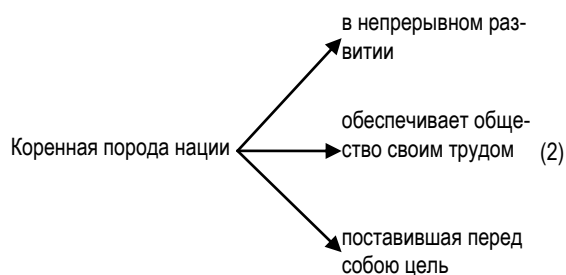 в непрерывном раз-
витии
обеспечивает обще-
Коренная порода нации ство своим трудом (2)
поставившая перед
собою цель